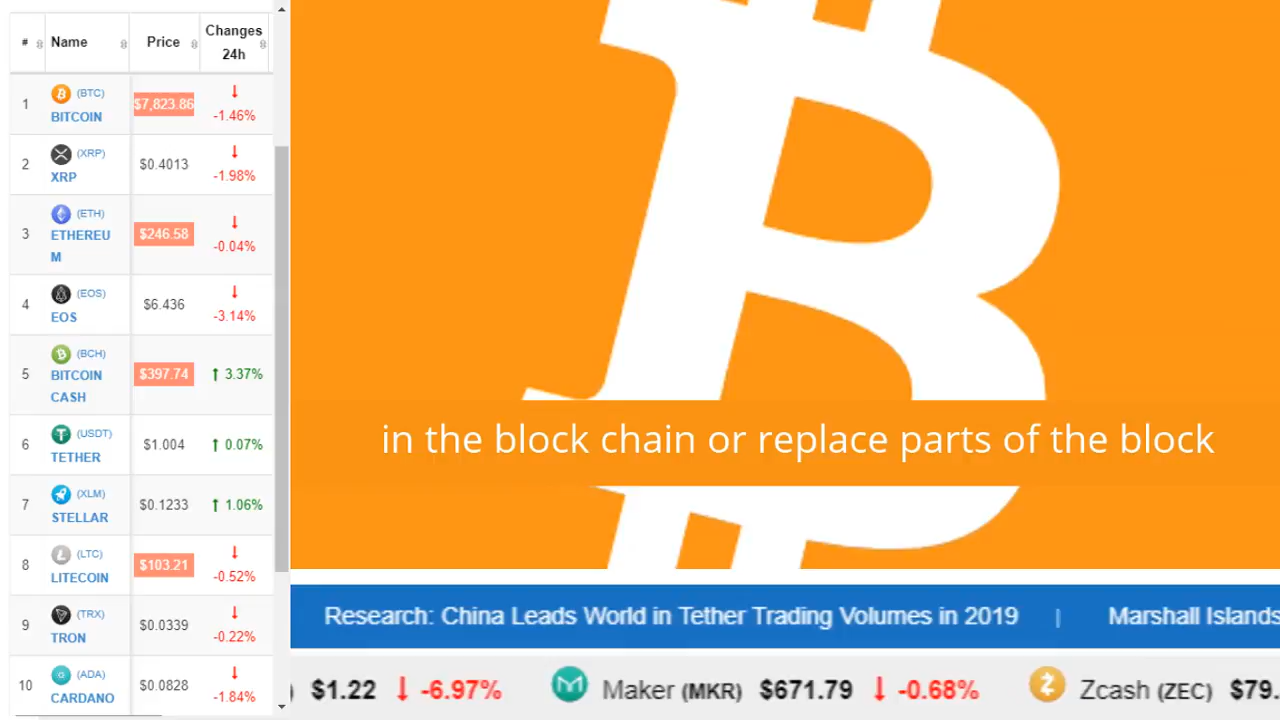 # Name Price Changes
24h
1 (BTC) BITCOIN $7,823.86 -1.46%
2 (XRP) XRP $0.4013 -1.98%
3 (ETH) ETHEREU
M $246.58 -0.04%
4 (EOS) EOS $6.436 -3.14%
5 (BCH) BITCOIN
CASH $397.74 3.37%
6 (USDT) TETHER $1.004 0.07%
7 (XLM) STELLAR $0.1233 1.06%
8 (LTC) LITECOIN $103.21 -0.52%
9 (TRX) TRON $0.0339 -0.22%
10 (ADA) CARDANO $0.0828 -1.84%
in the block chain or replace parts of the block
Research: China Leads World in Tether Trading Volumes in 2019 | Marshall Islands
) $1.22 -6.97% Maker (MKR) $671.79 -0.68% Zcash (ZEC) $79.